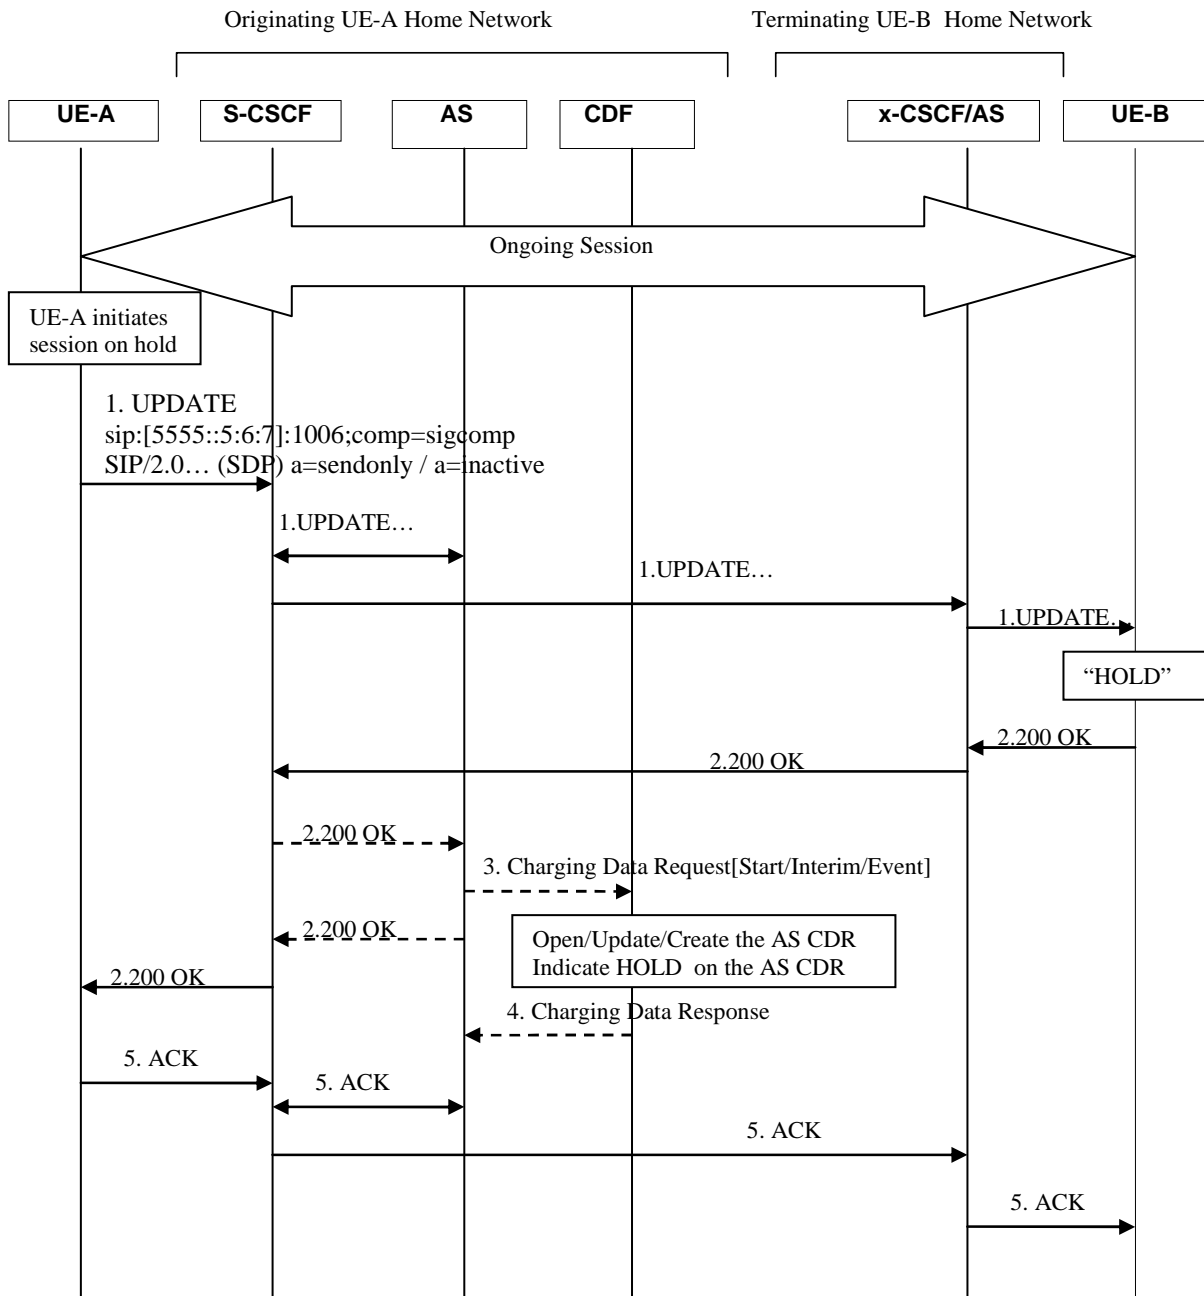 Originating UE-A Home Network
Terminating UE-B Home Network
UE-A
S-CSCF
AS
CDF
x-CSCF/AS
UE-B
Ongoing Session
UE-A initiates
session on hold
1. UPDATE
sip:[5555::5:6:7]:1006;comp=sigcomp
SIP/2.0… (SDP) a=sendonly / a=inactive
1.UPDATE…
1.UPDATE…
1.UPDATE…
“HOLD”
2.200 OK
2.200 OK
2.200 OK
3. Charging Data Request[Start/Interim/Event]
2.200 OK
Open/Update/Create the AS CDR
Indicate HOLD on the AS CDR
2.200 OK
4. Charging Data Response
5. ACK
5. ACK
5. ACK
5. ACK